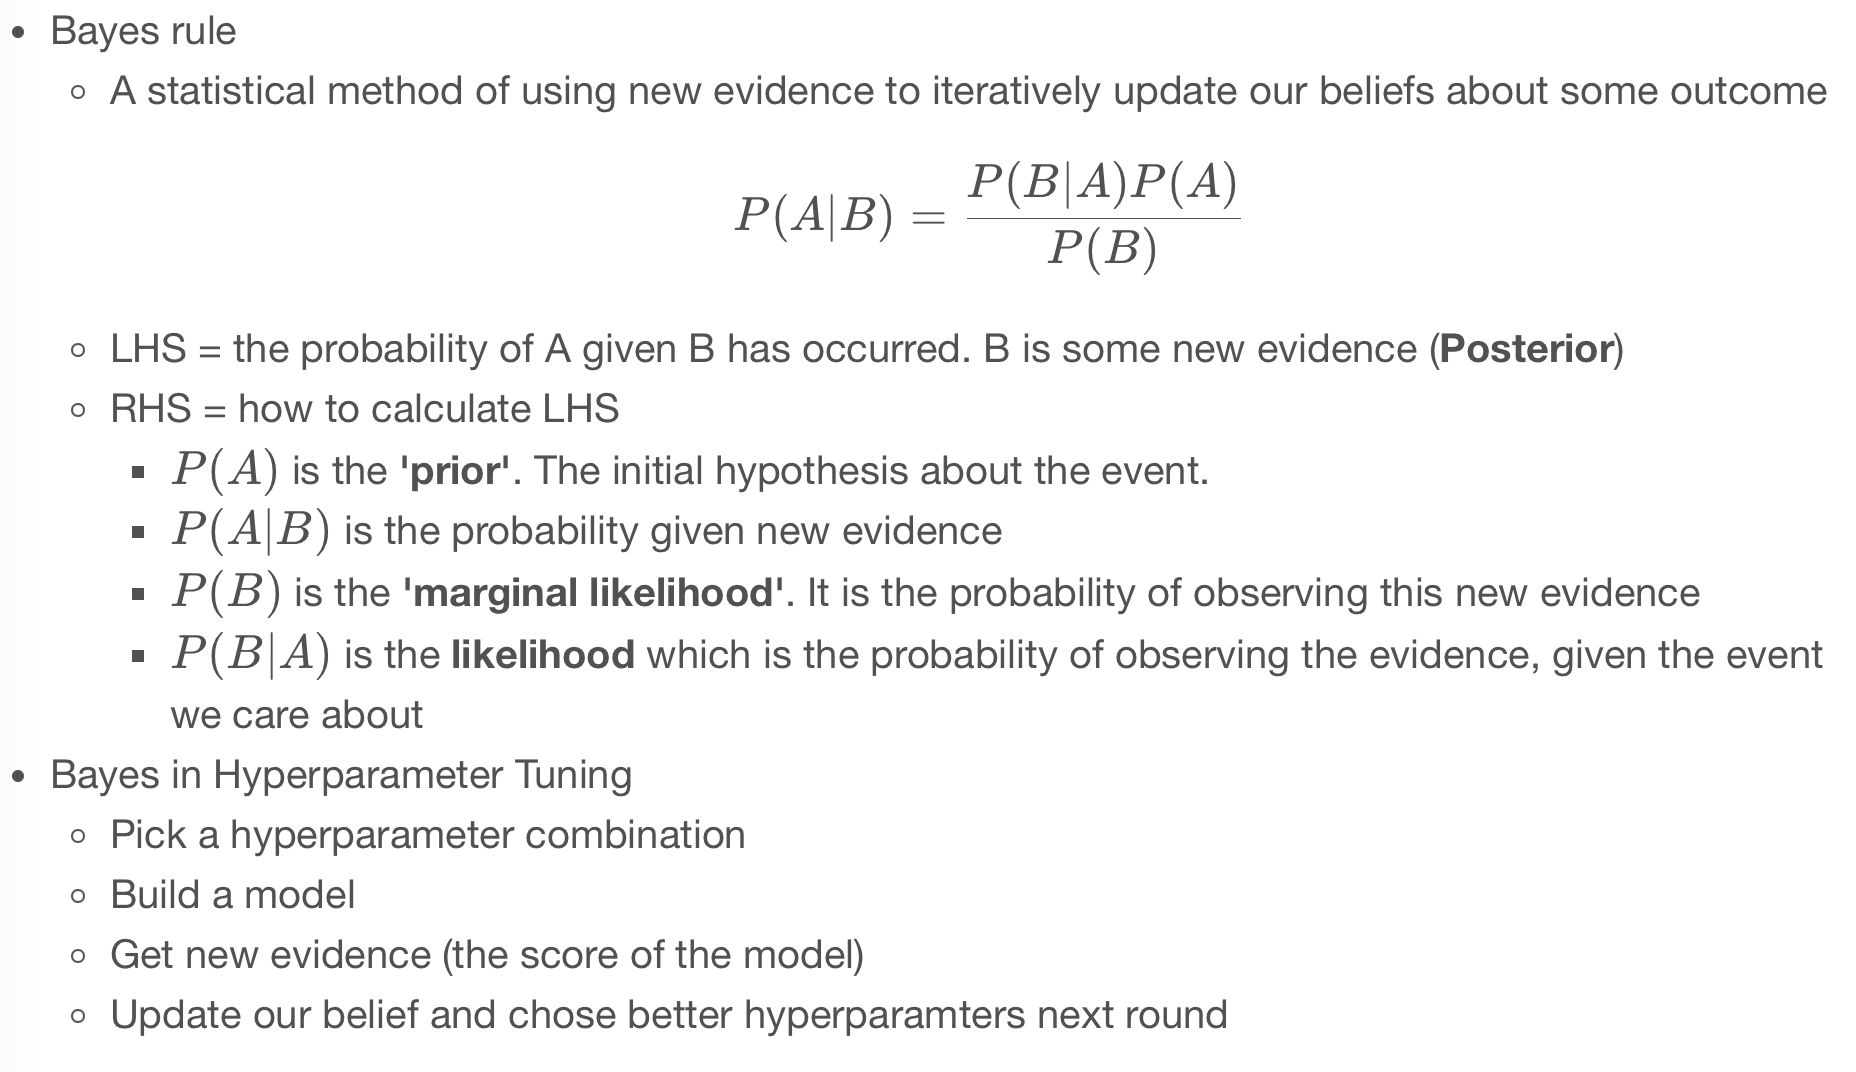 Bayes rule
A statistical method of using new evidence to iteratively update our beliefs about some outcome
P(A|B) = P(B|A)P(A) / P(B)
LHS = the probability of A given B has occurred. B is some new evidence (Posterior)
RHS = how to calculate LHS
P(A) is the 'prior'. The initial hypothesis about the event.
P(A|B) is the probability given new evidence
P(B) is the 'marginal likelihood'. It is the probability of observing this new evidence
P(B|A) is the likelihood which is the probability of observing the evidence, given the event
we care about
Bayes in Hyperparameter Tuning
Pick a hyperparameter combination
Build a model
Get new evidence (the score of the model)
Update our belief and chose better hyperparamters next round